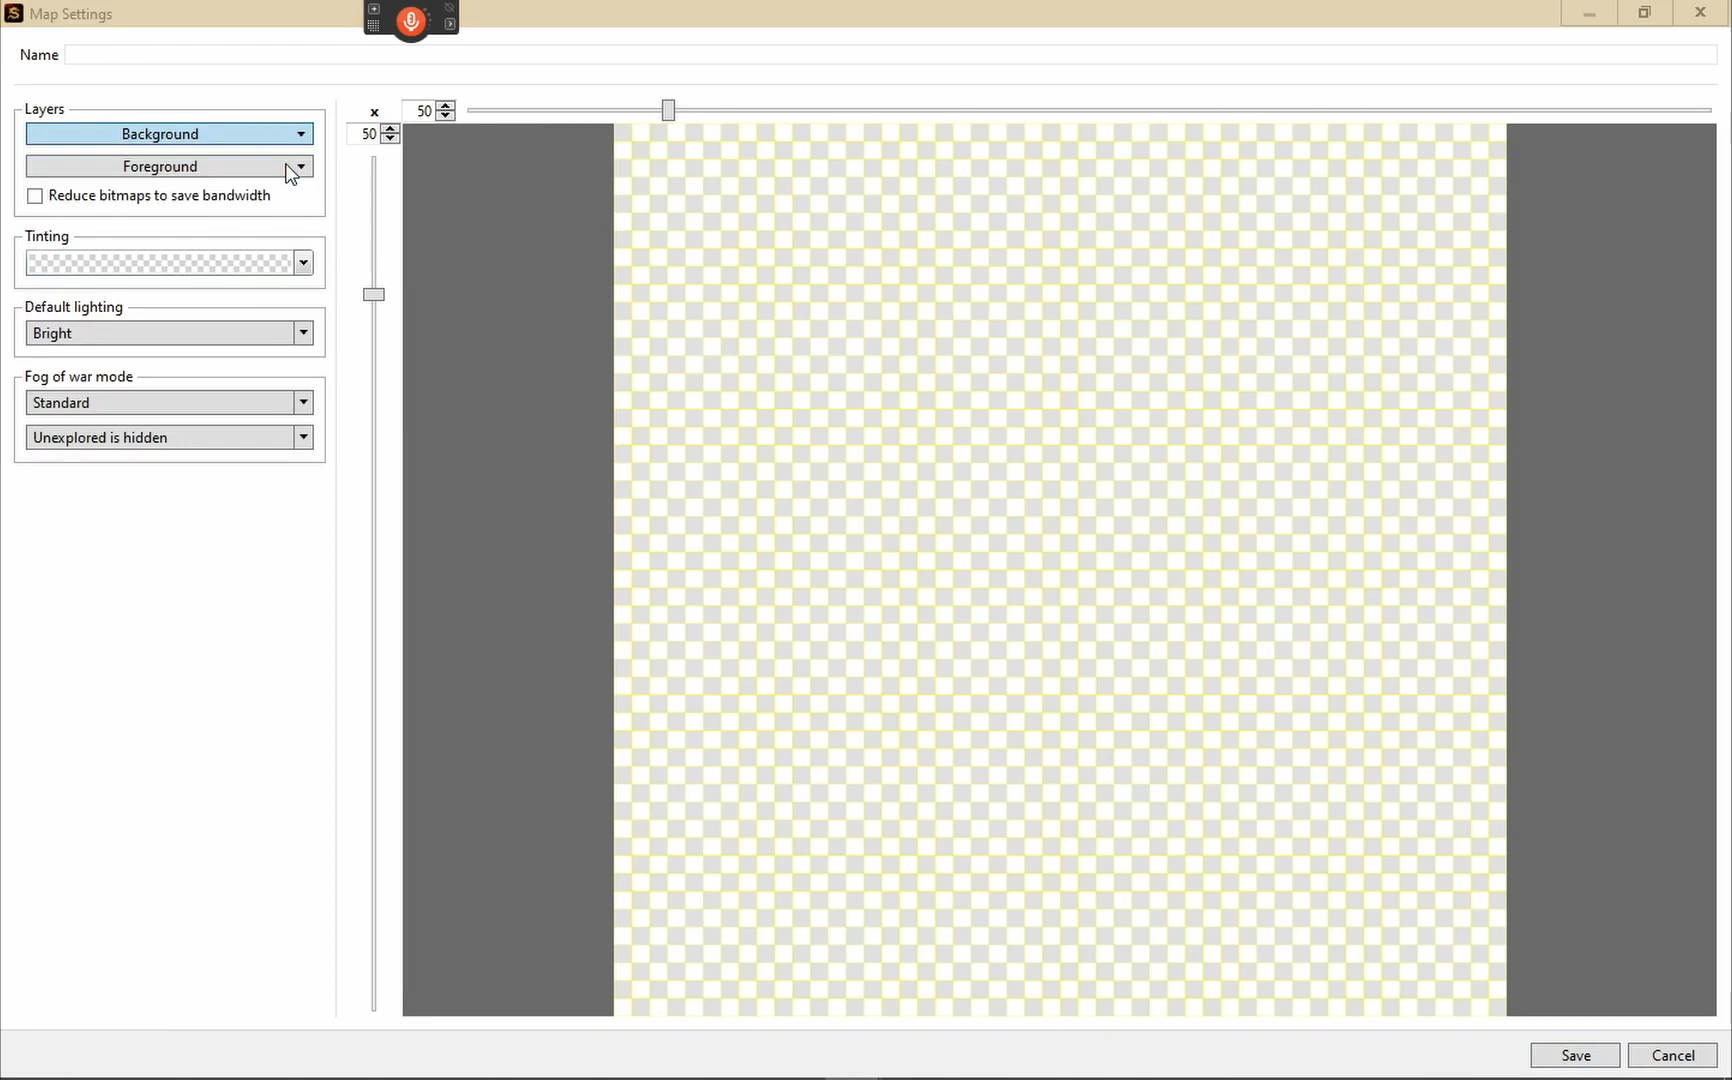 Map Settings
Name
Layers
x 50
Background
50
Foreground
Reduce bitmaps to save bandwidth
Tinting
Default lighting
Bright
Fog of war mode
Standard
Unexplored is hidden
Save Cancel